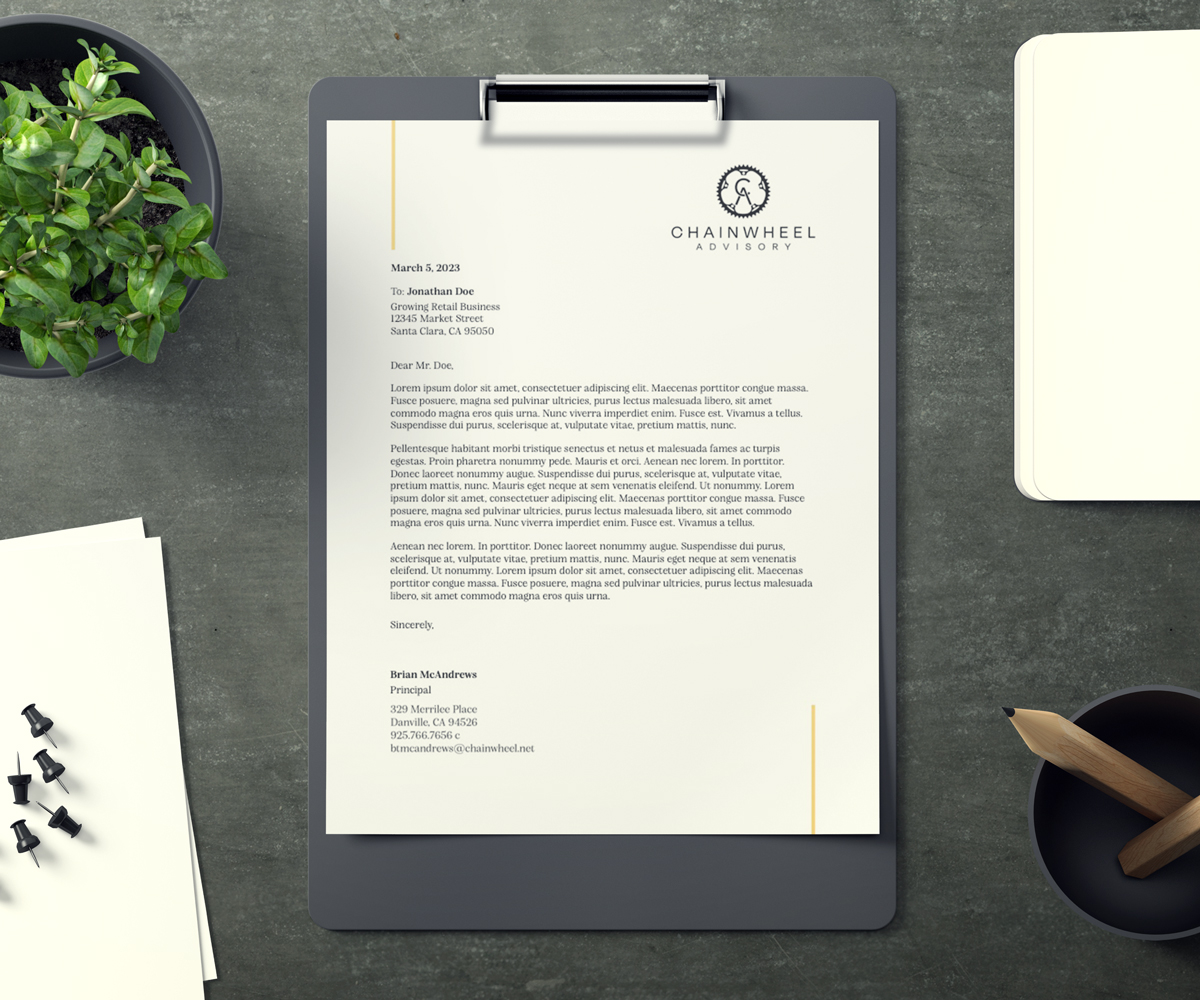 CA
CHAINWHEEL
ADVISORY
March 5, 2023
To: Jonathan Doe
Growing Retail Business
12345 Market Street
Santa Clara, CA 95050
Dear Mr. Doe,
Lorem ipsum dolor sit amet, consectetuer adipiscing elit. Maecenas porttitor congue massa.
Fusce posuere, magna sed pulvinar ultricies, purus lectus malesuada libero, sit amet
commodo magna eros quis urna. Nunc viverra imperdiet enim. Fusce est. Vivamus a tellus.
Suspendisse dui purus, scelerisque at, vulputate vitae, pretium mattis, nunc.
Pellentesque habitant morbi tristique senectus et netus et malesuada fames ac turpis
egestas. Proin pharetra nonummy pede. Mauris et orci. Aenean nec lorem. In porttitor.
Donec laoreet nonummy augue. Suspendisse dui purus, scelerisque at, vulputate vitae,
pretium mattis, nunc. Mauris eget neque at sem venenatis eleifend. Ut nonummy. Lorem
ipsum dolor sit amet, consectetuer adipiscing elit. Maecenas porttitor congue massa. Fusce
posuere, magna sed pulvinar ultricies, purus lectus malesuada libero, sit amet commodo
magna eros quis urna. Nunc viverra imperdiet enim. Fusce est. Vivamus a tellus.
Aenean nec lorem. In porttitor. Donec laoreet nonummy augue. Suspendisse dui purus,
scelerisque at, vulputate vitae, pretium mattis, nunc. Mauris eget neque at sem venenatis
eleifend. Ut nonummy. Lorem ipsum dolor sit amet, consectetuer adipiscing elit. Maecenas
porttitor congue massa. Fusce posuere, magna sed pulvinar ultricies, purus lectus malesuada
libero, sit amet commodo magna eros quis urna.
Sincerely,
Brian McAndrews
Principal
329 Merrilee Place
Danville, CA 94526
925.766.7656 c
btmcandrews@chainwheel.net